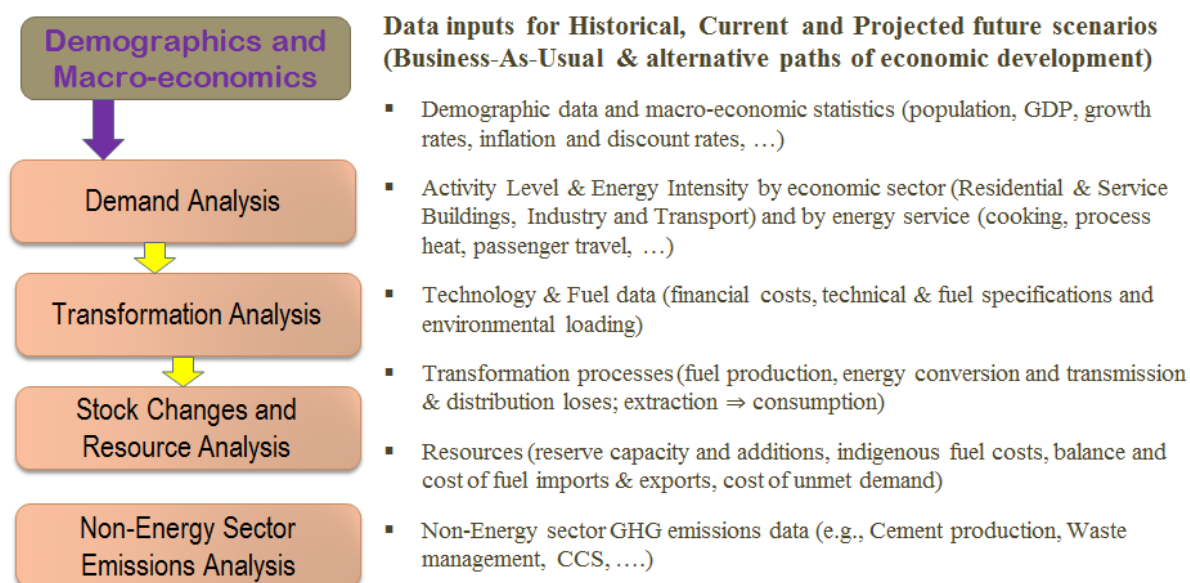 Demographics and
Macro-economics
Demand Analysis
Transformation Analysis
Stock Changes and
Resource Analysis
Non-Energy Sector
Emissions Analysis
Data inputs for Historical, Current and Projected future scenarios
(Business-As-Usual & alternative paths of economic development)
▪ Demographic data and macro-economic statistics (population, GDP, growth
rates, inflation and discount rates, …)
▪ Activity Level & Energy Intensity by economic sector (Residential & Service
Buildings, Industry and Transport) and by energy service (cooking, process
heat, passenger travel, …)
▪ Technology & Fuel data (financial costs, technical & fuel specifications and
environmental loading)
▪ Transformation processes (fuel production, energy conversion and transmission
& distribution loses; extraction ⇒ consumption)
▪ Resources (reserve capacity and additions, indigenous fuel costs, balance and
cost of fuel imports & exports, cost of unmet demand)
▪ Non-Energy sector GHG emissions data (e.g., Cement production, Waste
management, CCS, ….)